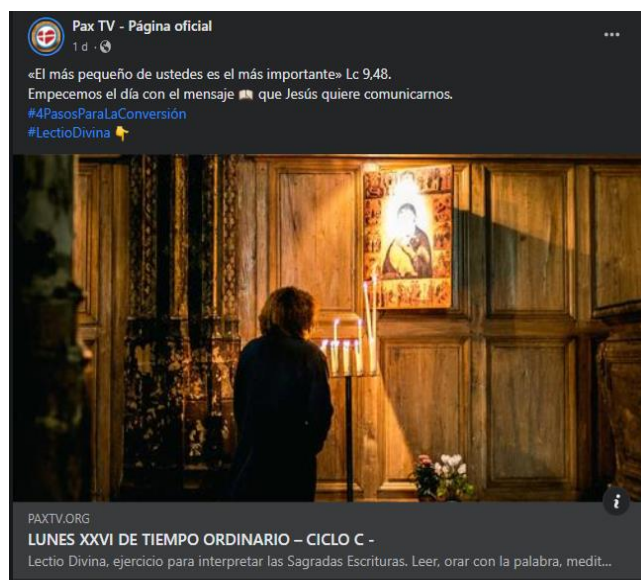 Pax TV - Página oficial
1 d ·
«El más pequeño de ustedes es el más importante» Lc 9,48.
Empecemos el día con el mensaje 📖 que Jesús quiere comunicarnos.
#4PasosParaLaConversión
#LectioDivina 👇
PAXTV.ORG
LUNES XXVI DE TIEMPO ORDINARIO – CICLO C -
Lectio Divina, ejercicio para interpretar las Sagradas Escrituras. Leer, orar con la palabra, medit...